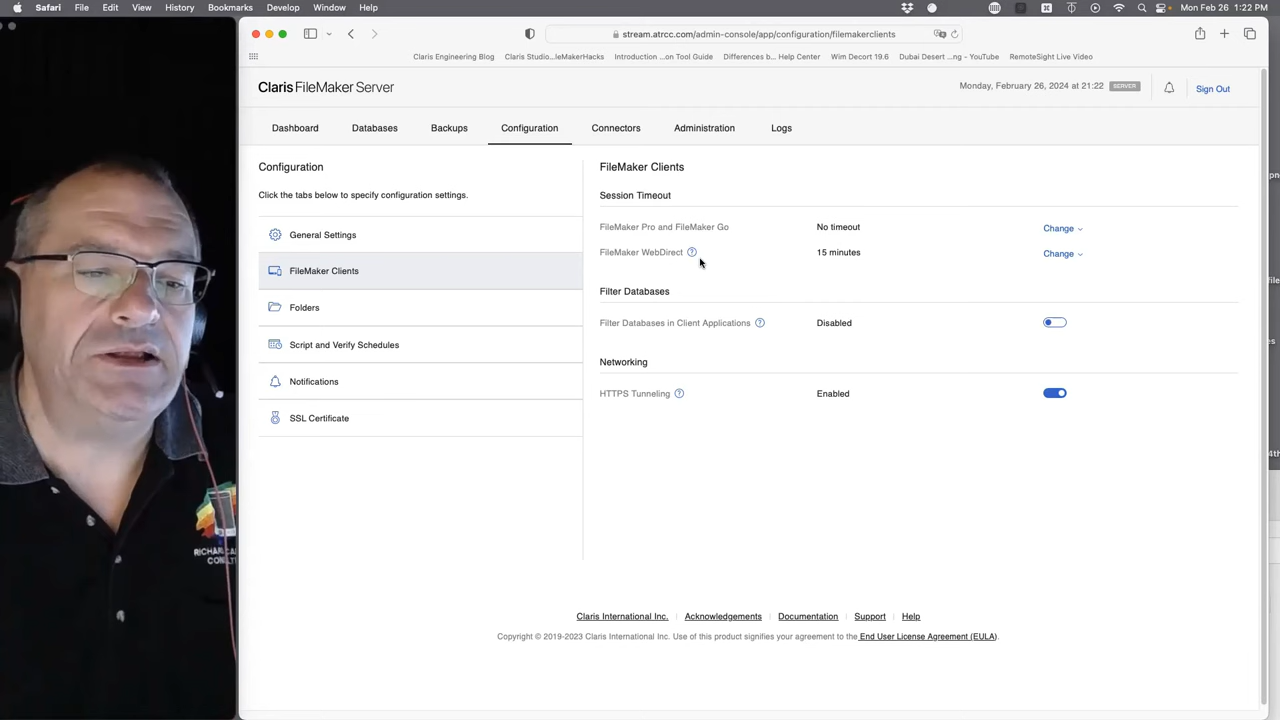 Safari File Edit View History Bookmarks Develop Window Help Mon Feb 26 1:22 PM
stream.atrcc.com/admin-console/app/configuration/filemakerclients
Claris Engineering Blog Claris Studio...leMakerHacks Introduction ...on Tool Guide Differences b... Help Center Wim Decort 19.6 Dubai Desert ...ng - YouTube RemoteSight Live Video
Claris FileMaker Server
Monday, February 26, 2024 at 21:22 SERVER Sign Out
Dashboard Databases Backups Configuration Connectors Administration Logs
Configuration
Click the tabs below to specify configuration settings.
General Settings
FileMaker Clients
Folders
Script and Verify Schedules
Notifications
SSL Certificate
FileMaker Clients
Session Timeout
FileMaker Pro and FileMaker Go No timeout Change
FileMaker WebDirect ? 15 minutes Change
Filter Databases
Filter Databases in Client Applications ? Disabled
Networking
HTTPS Tunneling ? Enabled
Claris International Inc. | Acknowledgements | Documentation | Support | Help
Copyright © 2019-2023 Claris International Inc. Use of this product signifies your agreement to the End User License Agreement (EULA).